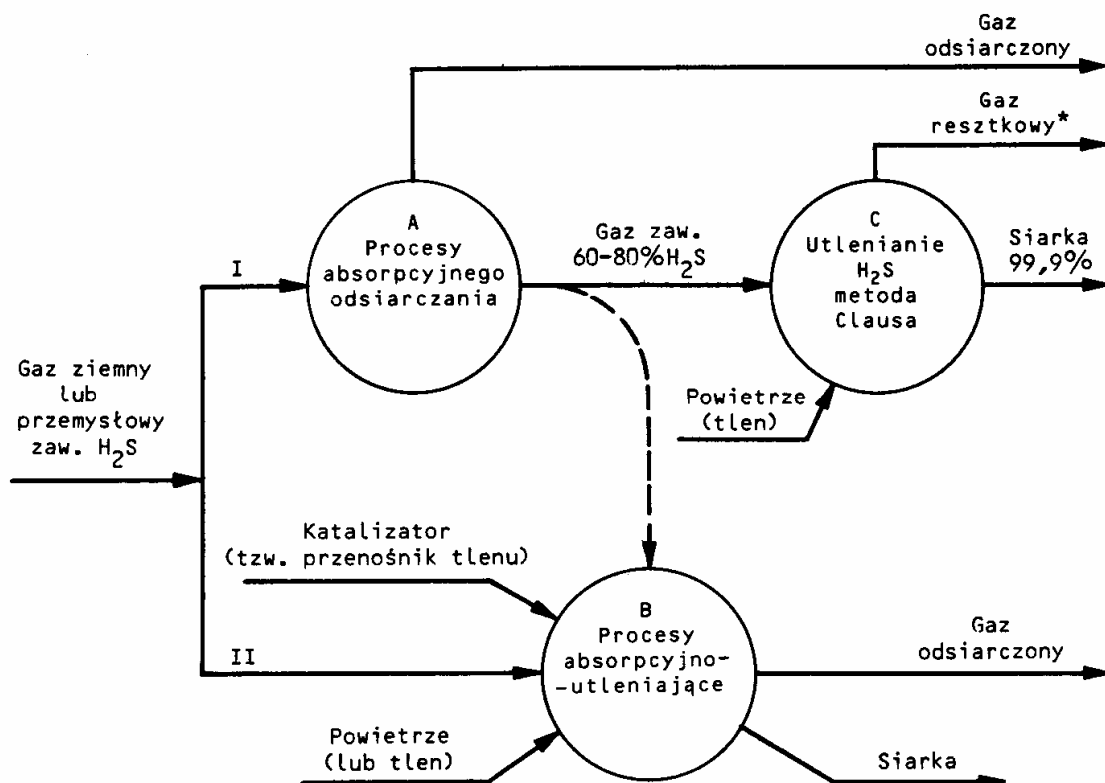 Gaz
odsiarczony
Gaz
resztkowy*
A
Procesy
absorpcyjnego
odsiarczania
Gaz zaw.
60-80%H₂S
C
Utlenianie
H₂S
metoda
Clausa
Siarka
99,9%
I
Gaz ziemny
lub
przemysłowy
zaw. H₂S
Powietrze
(tlen)
Katalizator
(tzw. przenośnik tlenu)
II
B
Procesy
absorpcyjno-
-utleniające
Gaz
odsiarczony
Powietrze
(lub tlen)
Siarka